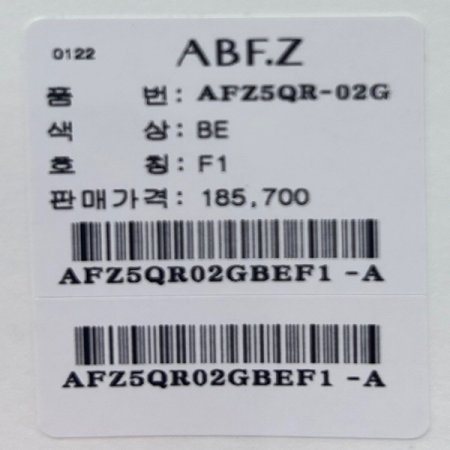 0122 ABF.Z
품 번: AFZ5QR-02G
색 상: BE
호 칭: F1
판매가격: 185,700
AFZ5QR02GBEF1 -A
AFZ5QR02GBEF1 -A